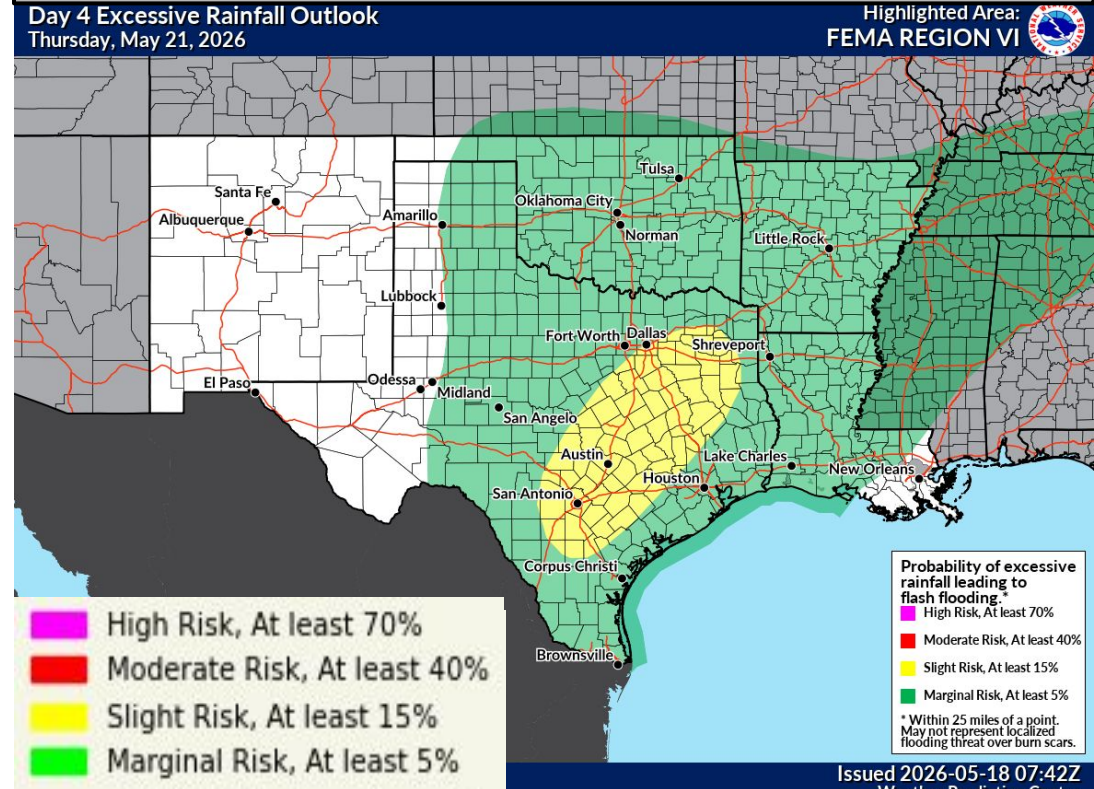 Day 4 Excessive Rainfall Outlook
Thursday, May 21, 2026
Highlighted Area:
FEMA REGION VI
Santa Fe
Albuquerque
Amarillo
Tulsa
Oklahoma City
Norman
Little Rock
Lubbock
Fort Worth
Dallas
Shreveport
El Paso
Odessa
Midland
San Angelo
Austin
Lake Charles
Houston
New Orleans
San Antonio
Corpus Christi
Brownsville
Probability of excessive
rainfall leading to
flash flooding.*
High Risk, At least 70%
Moderate Risk, At least 40%
Slight Risk, At least 15%
Marginal Risk, At least 5%
* Within 25 miles of a point.
May not represent localized
flooding threat over burn scars.
High Risk, At least 70%
Moderate Risk, At least 40%
Slight Risk, At least 15%
Marginal Risk, At least 5%
Issued 2026-05-18 07:42Z
Weather Prediction Center